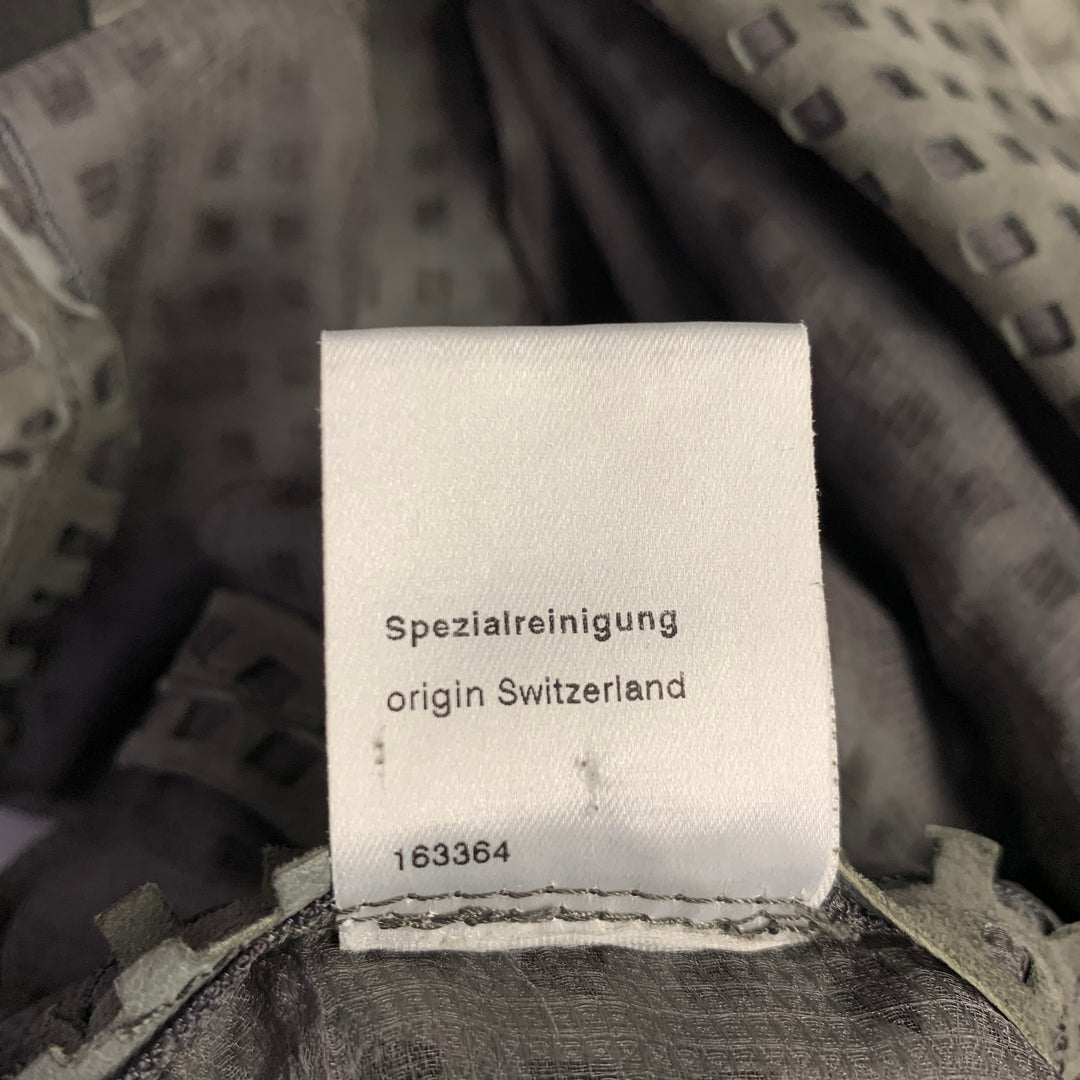 Spezialreinigung
origin Switzerland
163364